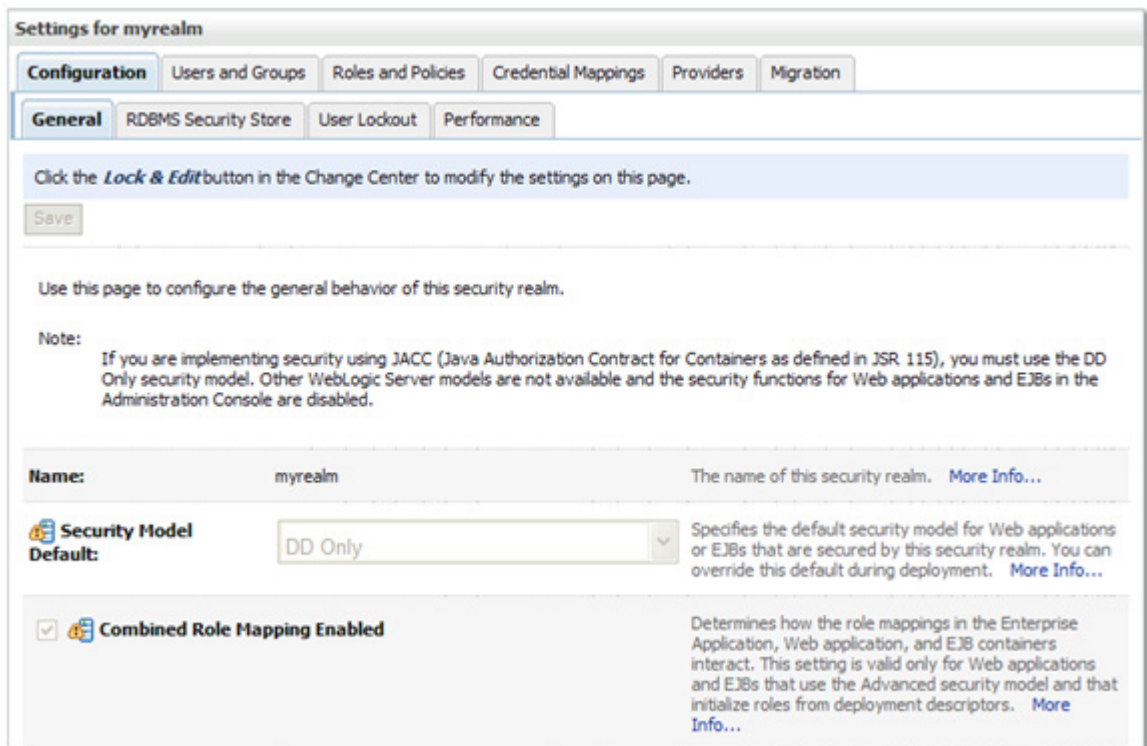 Settings for myrealm
Configuration Users and Groups Roles and Policies Credential Mappings Providers Migration
General RDBMS Security Store User Lockout Performance
Click the Lock & Edit button in the Change Center to modify the settings on this page.
Save
Use this page to configure the general behavior of this security realm.
Note:
If you are implementing security using JACC (Java Authorization Contract for Containers as defined in JSR 115), you must use the DD
Only security model. Other WebLogic Server models are not available and the security functions for Web applications and EJBs in the
Administration Console are disabled.
Name: myrealm The name of this security realm. More Info...
Security Model
Default:
DD Only
Specifies the default security model for Web applications
or EJBs that are secured by this security realm. You can
override this default during deployment. More Info...
Combined Role Mapping Enabled
Determines how the role mappings in the Enterprise
Application, Web application, and EJB containers
interact. This setting is valid only for Web applications
and EJBs that use the Advanced security model and that
initialize roles from deployment descriptors. More
Info...